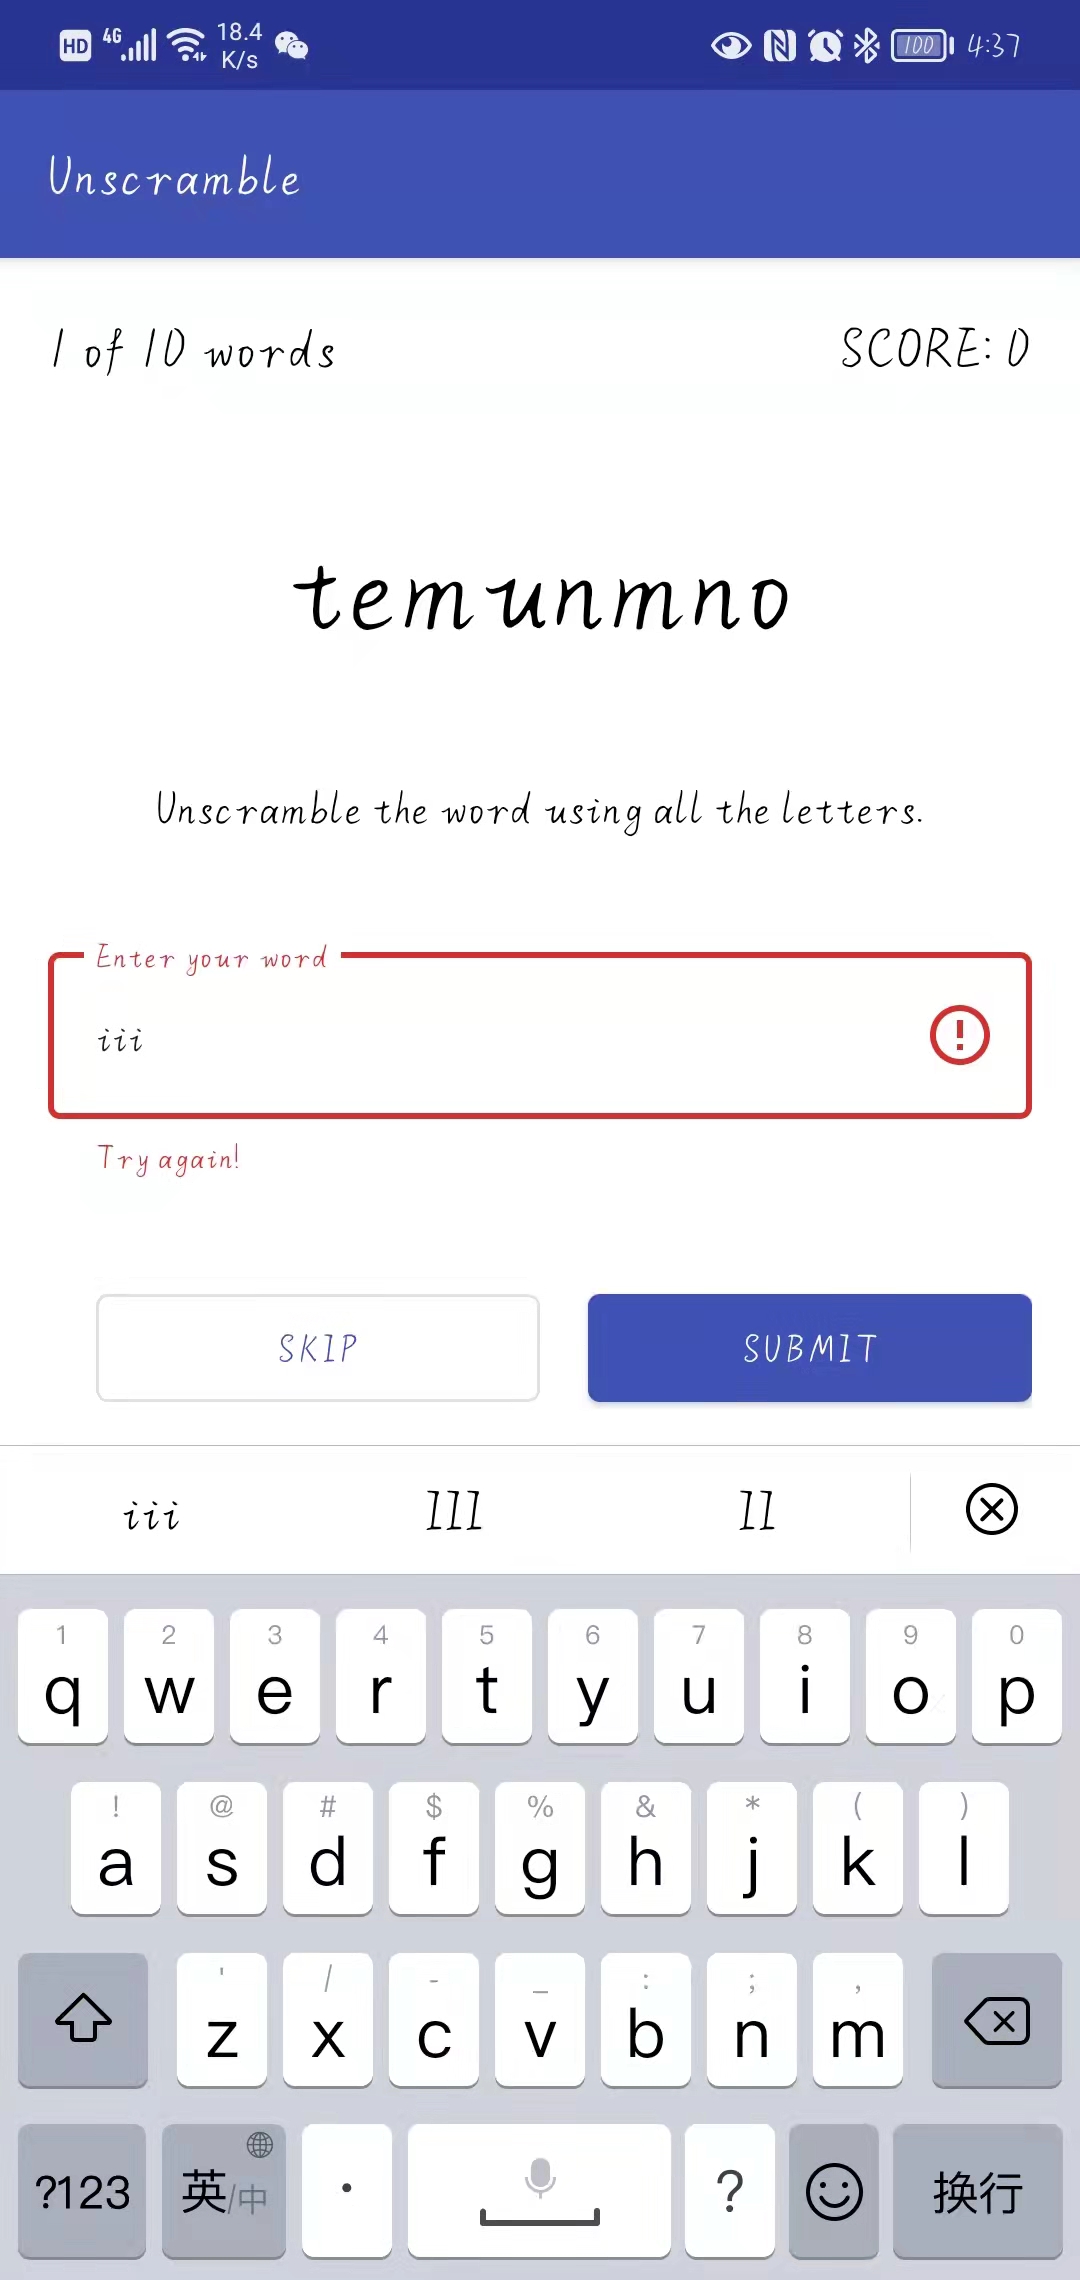 HD 4G 18.4 K/s 100 4:37
Unscramble
1 of 10 words SCORE: 0
temunmno
Unscramble the word using all the letters.
Enter your word
iii
Try again!
SKIP SUBMIT
iii III II
1 2 3 4 5 6 7 8 9 0
q w e r t y u i o p
! @ # $ % & * ( )
a s d f g h j k l
' / - _ : ; ,
z x c v b n m
?123 英/中 . ? 换行